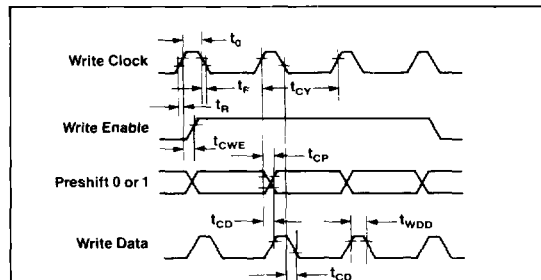 t0
Write Clock
tF
tCY
tR
Write Enable
tCWE
tCP
Preshift 0 or 1
tCD
tWDD
Write Data
tCD